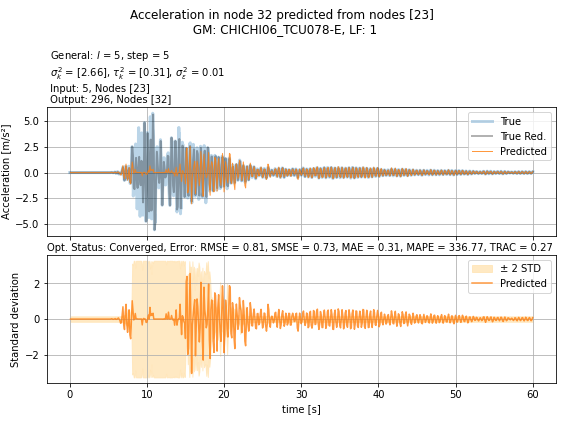 Acceleration in node 32 predicted from nodes [23]
GM: CHICHI06_TCU078-E, LF: 1
General: l = 5, step = 5
σ²ₖ = [2.66], τ²ₖ = [0.31], σ²ε = 0.01
Input: 5, Nodes [23]
Output: 296, Nodes [32]
Acceleration [m/s²]
5.0
2.5
0.0
−2.5
−5.0
True
True Red.
Predicted
Opt. Status: Converged, Error: RMSE = 0.81, SMSE = 0.73, MAE = 0.31, MAPE = 336.77, TRAC = 0.27
Standard deviation
2
0
−2
± 2 STD
Predicted
0
10
20
30
40
50
60
time [s]